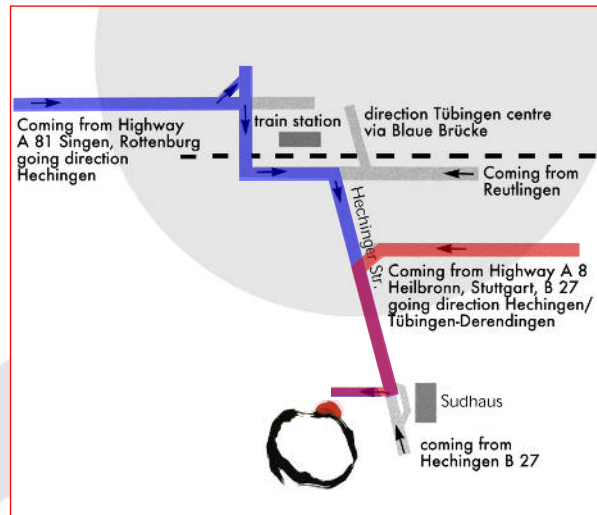 Coming from Highway
A 81 Singen, Rottenburg
going direction
Hechingen
train station
direction Tübingen centre
via Blaue Brücke
Coming from
Reutlingen
Hechinger Str.
Coming from Highway A 8
Heilbronn, Stuttgart, B 27
going direction Hechingen/
Tübingen-Derendingen
Sudhaus
coming from
Hechingen B 27